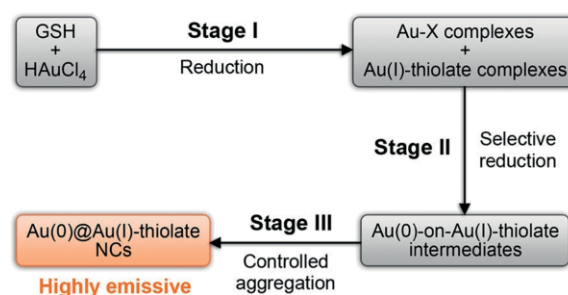 GSH
+
HAuCl₄
Stage I
Reduction
Au-X complexes
+
Au(I)-thiolate complexes
Stage II
Selective
reduction
Au(0)-on-Au(I)-thiolate
intermediates
Stage III
Controlled
aggregation
Au(0)@Au(I)-thiolate
NCs
Highly emissive